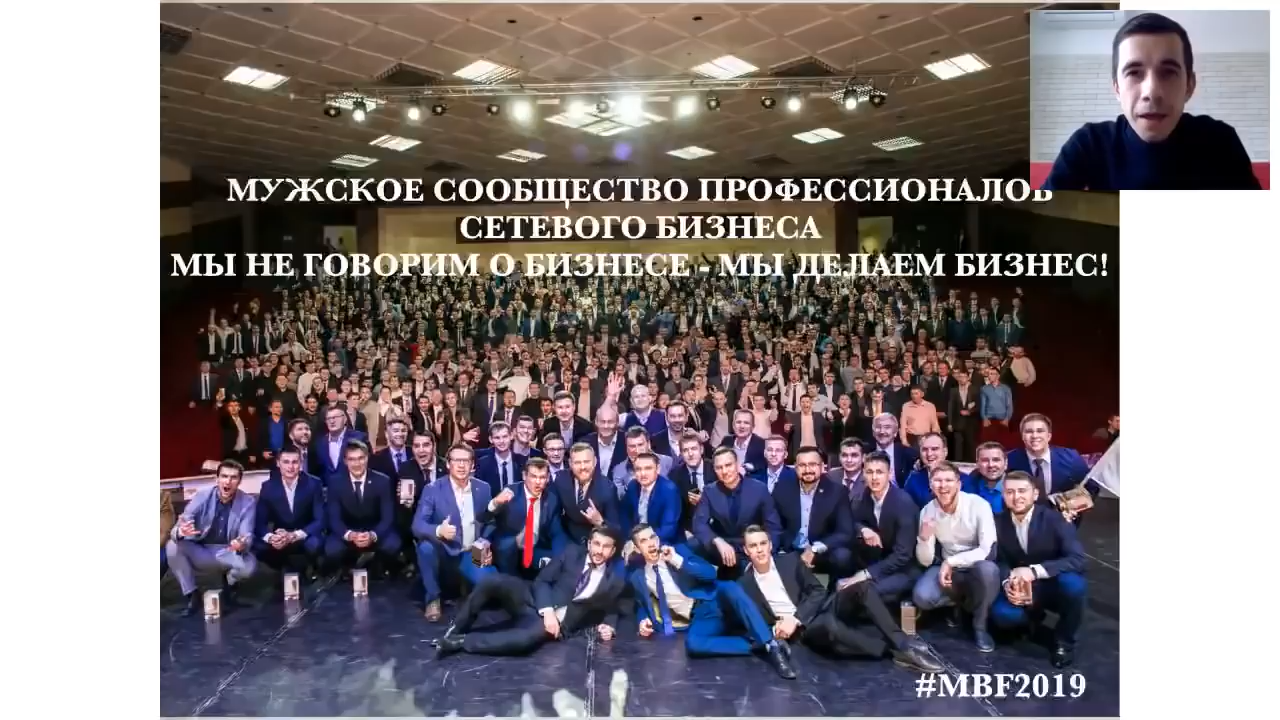 МУЖСКОЕ СООБЩЕСТВО ПРОФЕССИОНАЛОВ
СЕТЕВОГО БИЗНЕСА
МЫ НЕ ГОВОРИМ О БИЗНЕСЕ - МЫ ДЕЛАЕМ БИЗНЕС!
#MBF2019